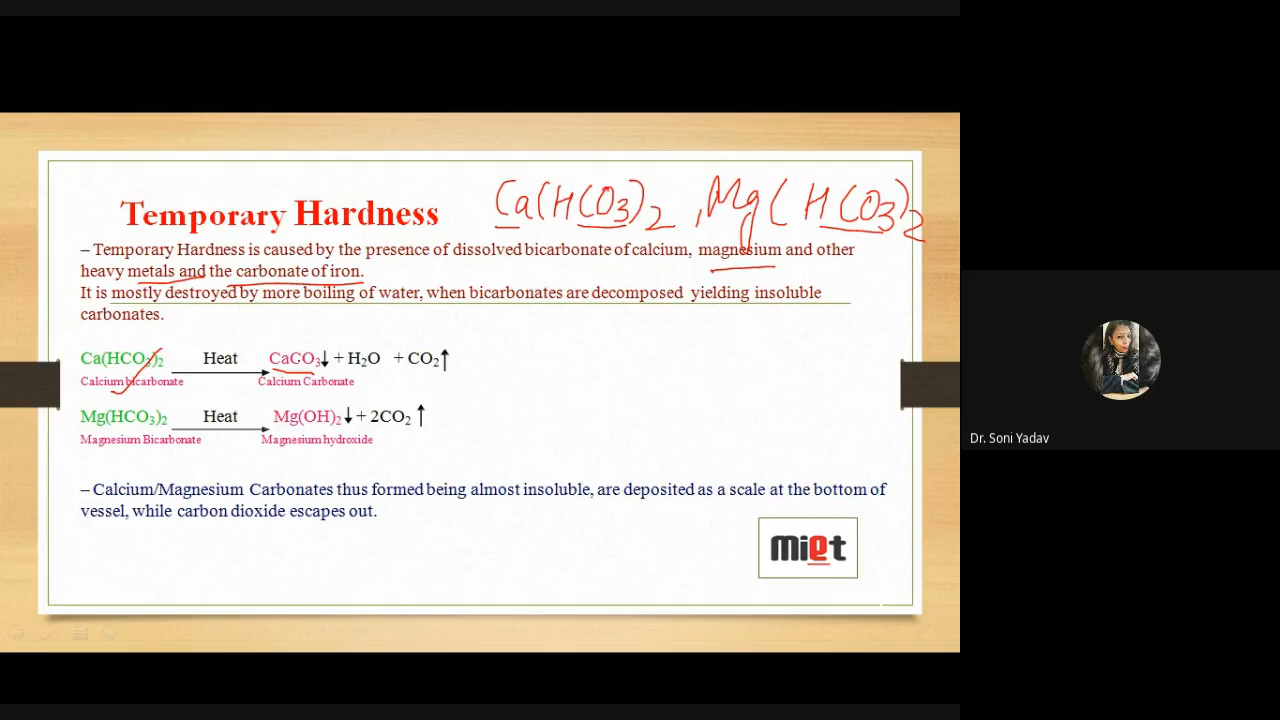 Temporary Hardness
Ca(HCO3)2 , Mg(HCO3)2
– Temporary Hardness is caused by the presence of dissolved bicarbonate of calcium, magnesium and other
heavy metals and the carbonate of iron.
It is mostly destroyed by more boiling of water, when bicarbonates are decomposed yielding insoluble
carbonates.
Ca(HCO₃)₂ Heat CaCO₃↓ + H₂O + CO₂↑
Calcium bicarbonate Calcium Carbonate
Mg(HCO₃)₂ Heat Mg(OH)₂↓ + 2CO₂ ↑
Magnesium Bicarbonate Magnesium hydroxide
– Calcium/Magnesium Carbonates thus formed being almost insoluble, are deposited as a scale at the bottom of
vessel, while carbon dioxide escapes out.
miet
Dr. Soni Yadav